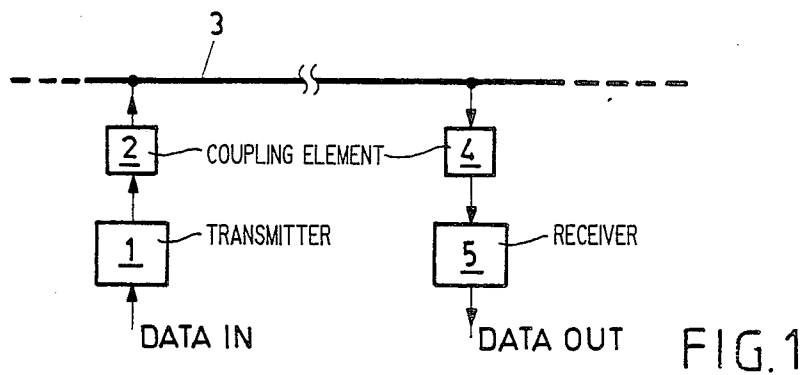 3
2
COUPLING ELEMENT
4
1
TRANSMITTER
5
RECEIVER
DATA IN
DATA OUT
FIG.1